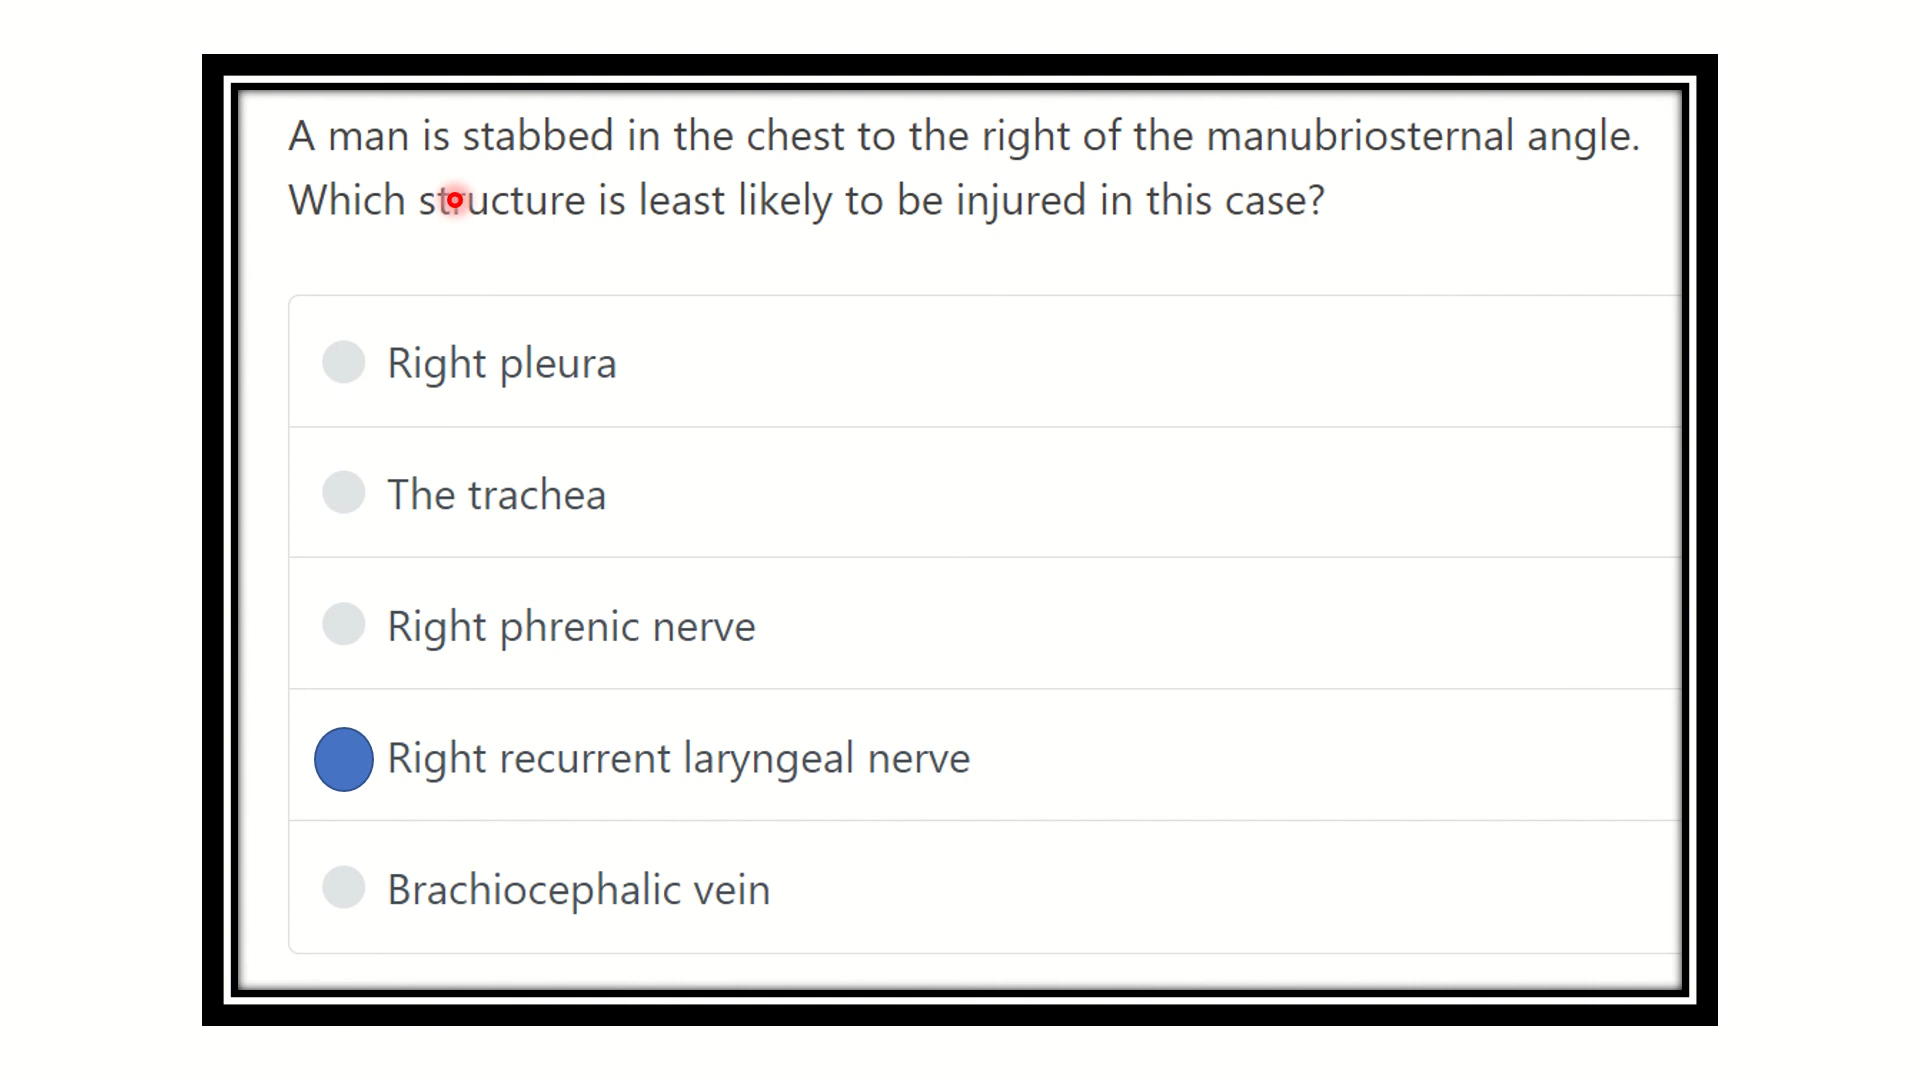 A man is stabbed in the chest to the right of the manubriosternal angle.
Which structure is least likely to be injured in this case?
Right pleura
The trachea
Right phrenic nerve
Right recurrent laryngeal nerve
Brachiocephalic vein